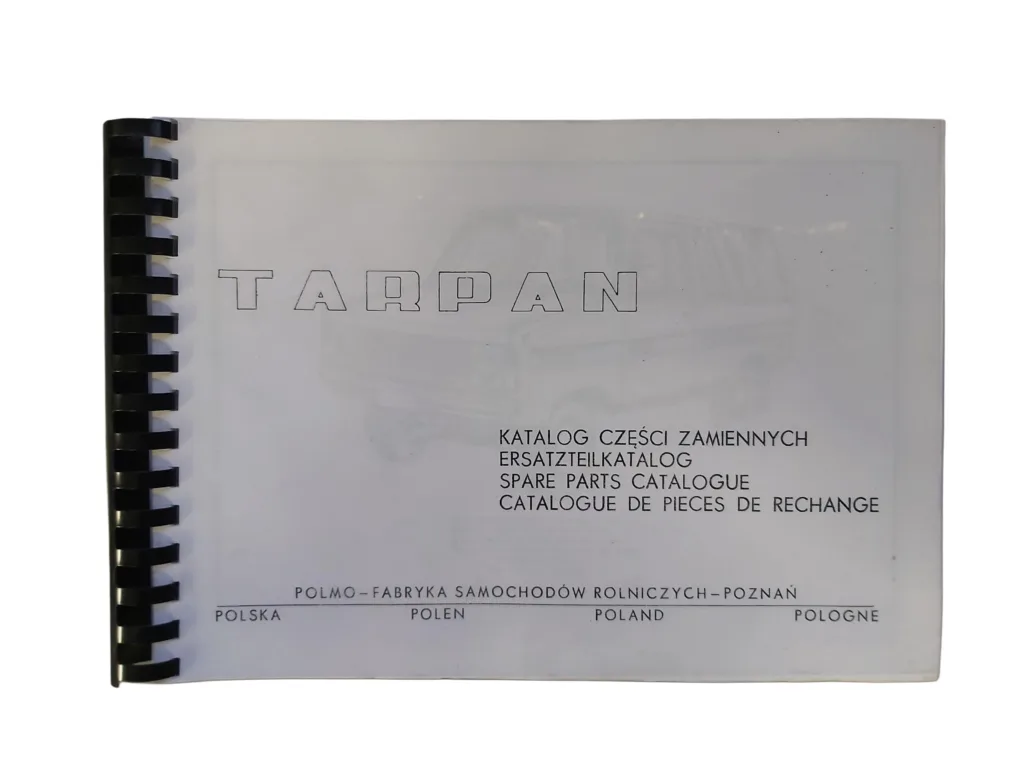 TARPAN
KATALOG CZĘŚCI ZAMIENNYCH
ERSATZTEILKATALOG
SPARE PARTS CATALOGUE
CATALOGUE DE PIECES DE RECHANGE
POLMO–FABRYKA SAMOCHODÓW ROLNICZYCH–POZNAŃ
POLSKA POLEN POLAND POLOGNE